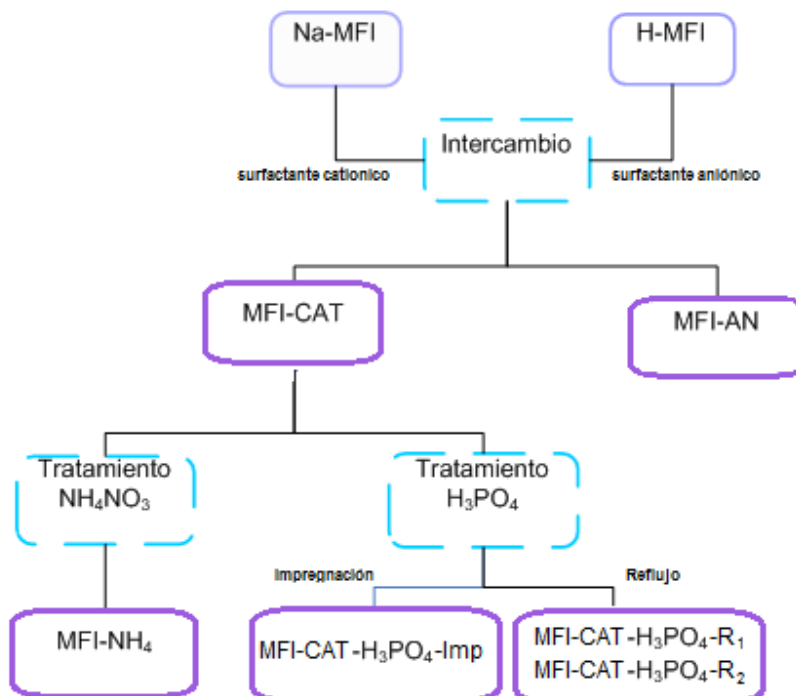 Na-MFI
H-MFI
Intercambio
surfactante cationico
surfactante aniónico
MFI-CAT
MFI-AN
Tratamiento
NH₄NO₃
Tratamiento
H₃PO₄
Impregnación
Reflujo
MFI-NH₄
MFI-CAT-H₃PO₄-Imp
MFI-CAT-H₃PO₄-R₁
MFI-CAT-H₃PO₄-R₂